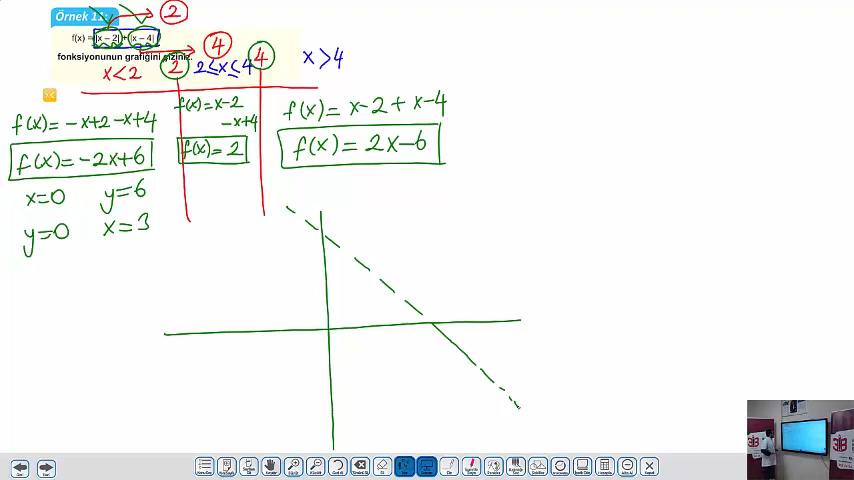 Örnek 11:
2
f(x) = |x – 2| + |x – 4|
4
fonksiyonunun grafiğini çiziniz.
x<2 2 2≤x≤4 4 x>4
f(x)= -x+2 -x+4
f(x)= x-2
-x+4
f(x)= x-2+x-4
f(x)= -2x+6
f(x)= 2
f(x)= 2x-6
x=0 y=6
y=0 x=3